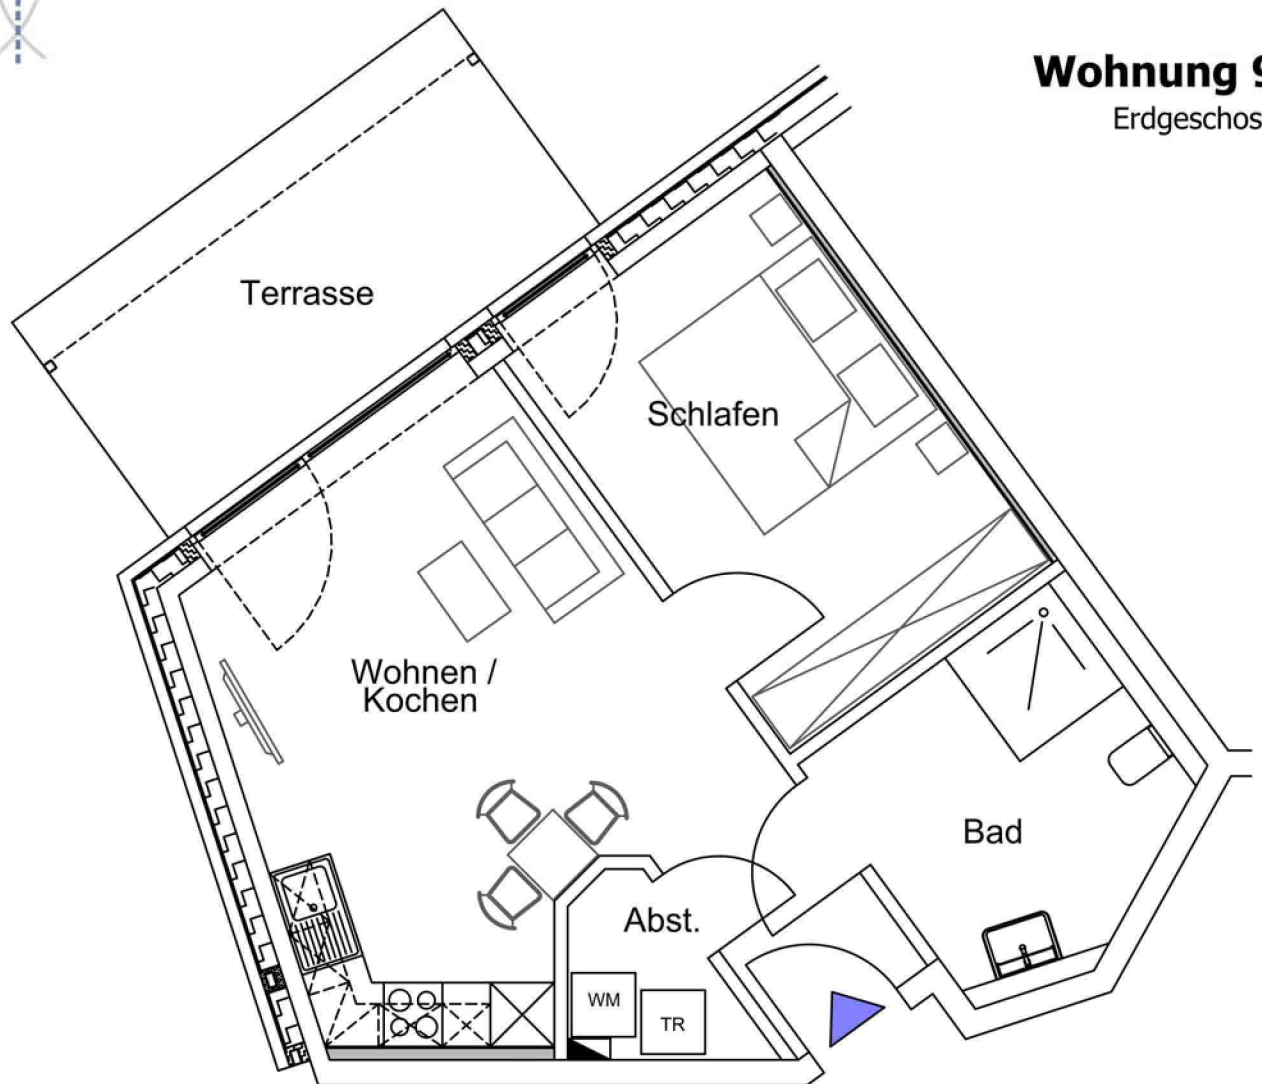 Wohnung 9
Erdgeschos
Terrasse
Schlafen
Wohnen /
Kochen
Bad
Abst.
WM
TR